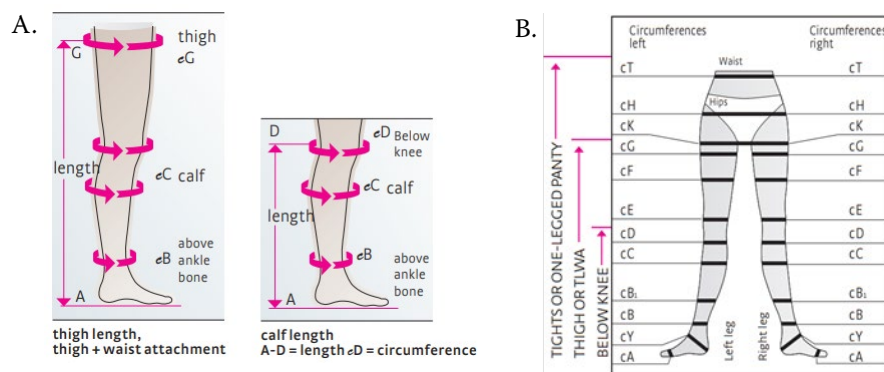 A.
G
thigh
cG
length
cC calf
cB above
ankle
bone
A
thigh length,
thigh + waist attachment
D
cD Below
knee
cC calf
length
cB above
ankle
bone
A
calf length
A-D = length cD = circumference
B.
Circumferences
left
Circumferences
right
Waist
cT
cT
Hips
cH
cH
cK
cK
cG
cG
cF
cF
cE
cE
cD
cD
cC
cC
cB1
cB1
cB
cB
cY
cY
cA
cA
TIGHTS OR ONE-LEGGED PANTY
THIGH OR TLWA
BELOW KNEE
Left leg
Right leg